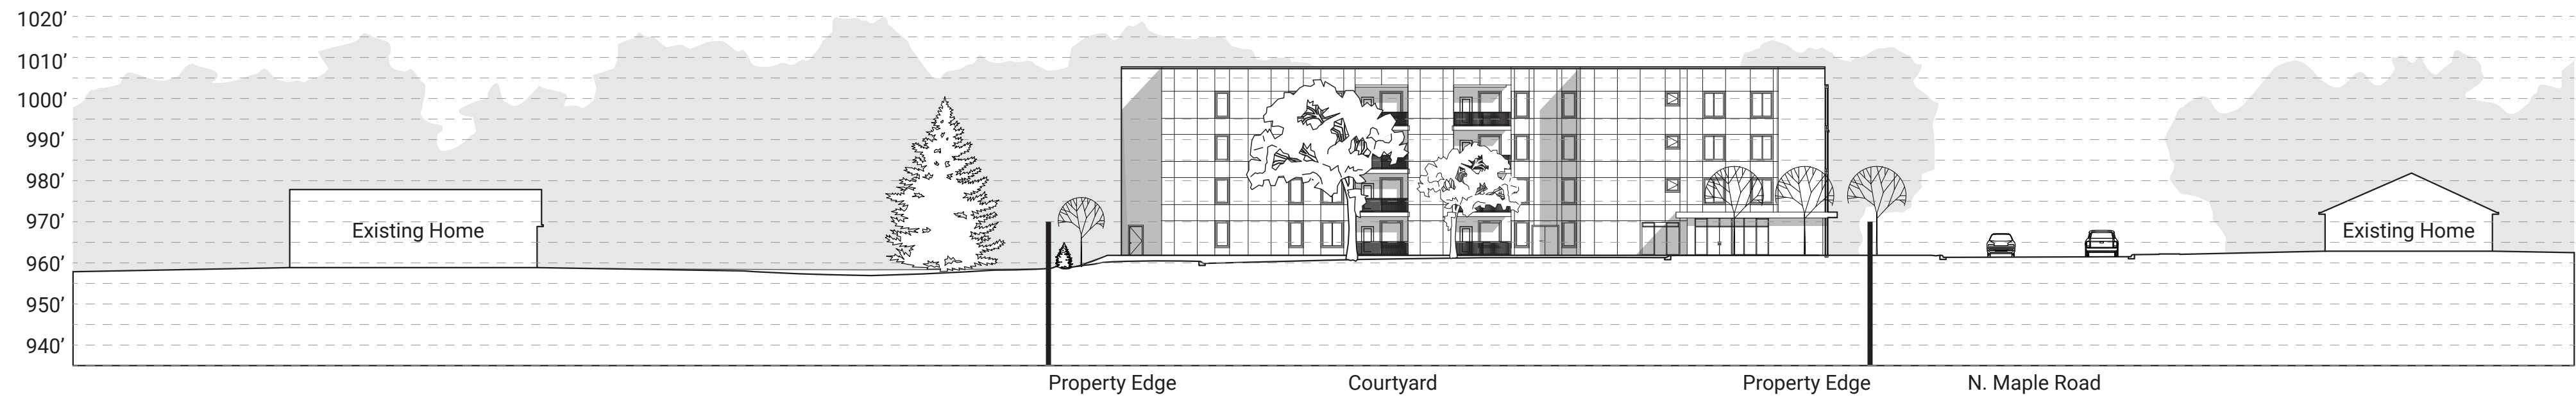 1020’
1010’
1000’
990’
980’
970’
960’
950’
940’
Existing Home
Existing Home
Property Edge
Courtyard
Property Edge
N. Maple Road